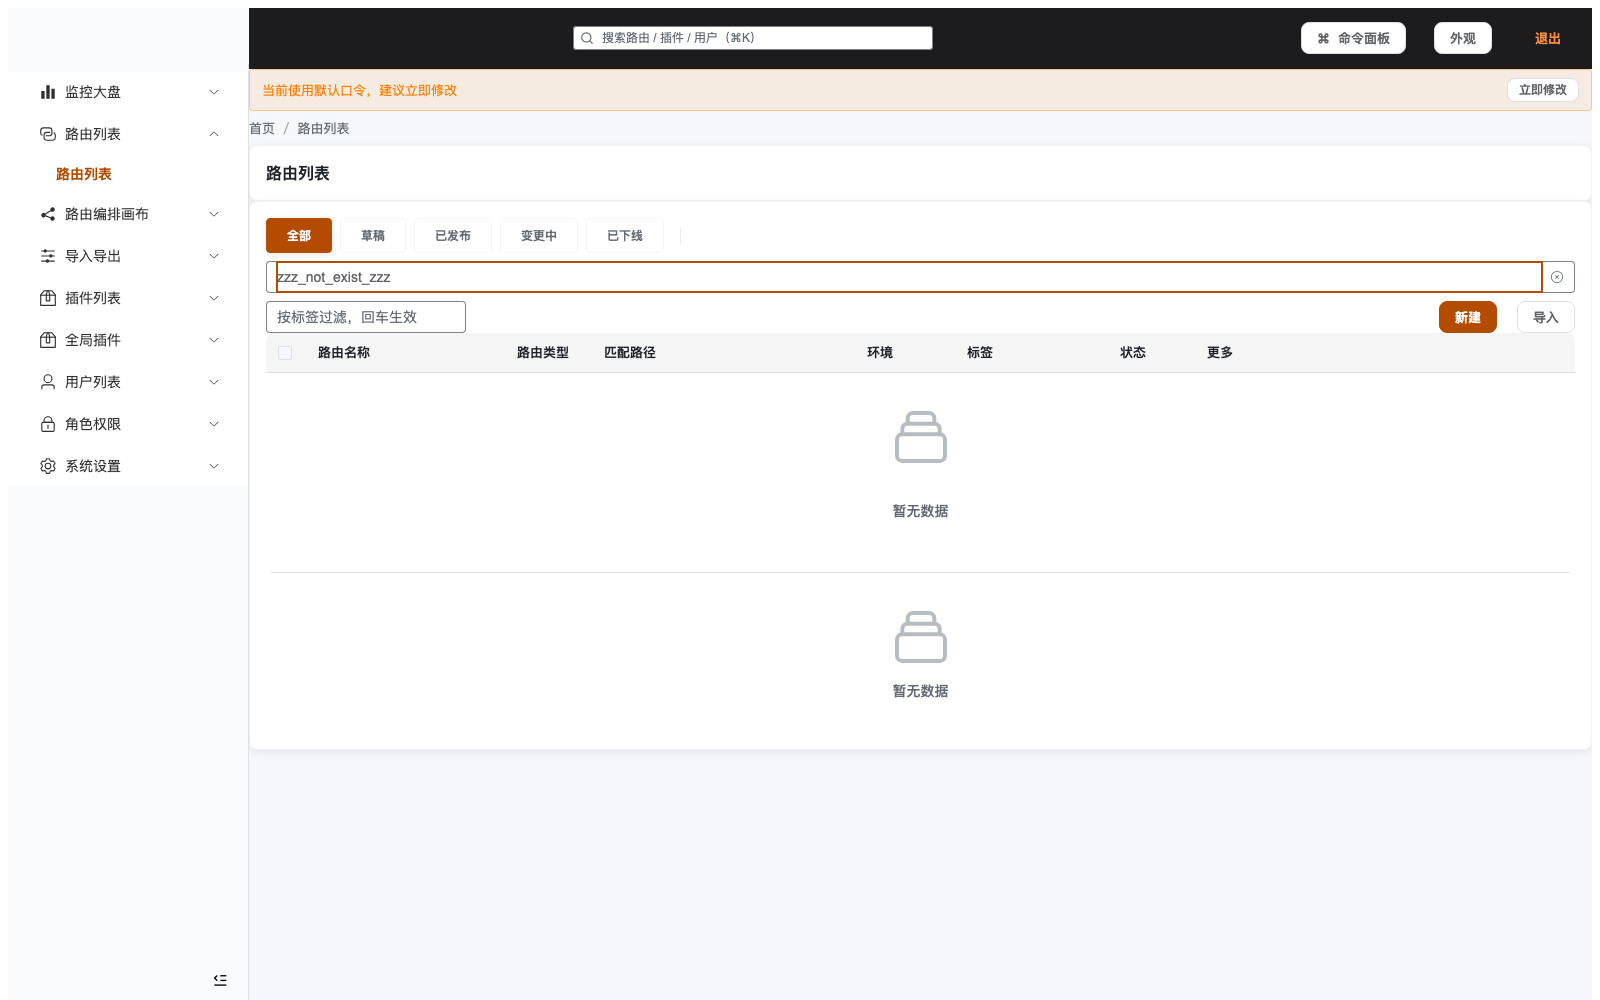 搜索路由 / 插件 / 用户（⌘K）
⌘ 命令面板
外观
退出
当前使用默认口令，建议立即修改
立即修改
首页 / 路由列表
监控大盘
路由列表
路由列表
路由编排画布
导入导出
插件列表
全局插件
用户列表
角色权限
系统设置
路由列表
全部
草稿
已发布
变更中
已下线
zzz_not_exist_zzz
按标签过滤，回车生效
新建
导入
路由名称 路由类型 匹配路径 环境 标签 状态 更多
暂无数据
暂无数据